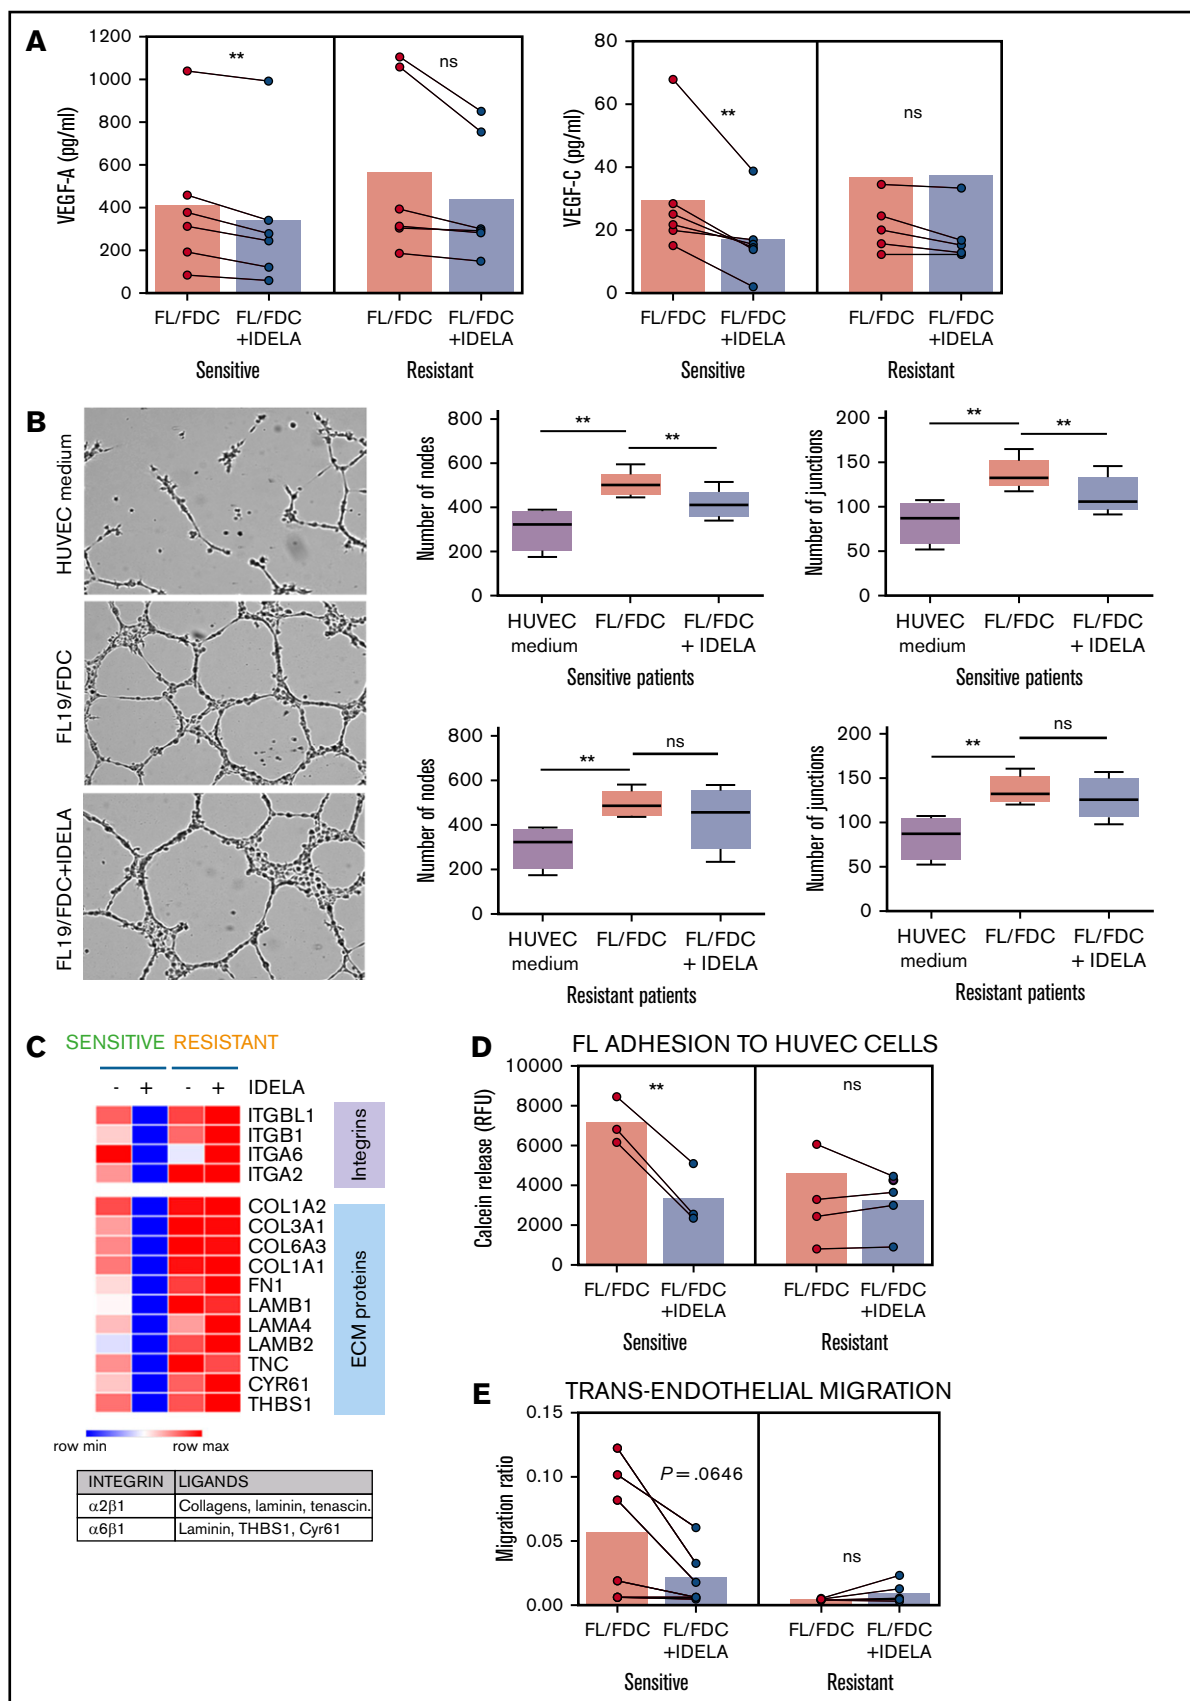 A
1200
1000
800
600
400
200
0
VEGF-A (pg/ml)
**
ns
FL/FDC
FL/FDC
+IDELA
FL/FDC
FL/FDC
+IDELA
Sensitive
Resistant
80
60
40
20
0
VEGF-C (pg/ml)
**
ns
FL/FDC
FL/FDC
+IDELA
FL/FDC
FL/FDC
+IDELA
Sensitive
Resistant
B
HUVEC medium
FL19/FDC
FL19/FDC+IDELA
800
600
400
200
0
Number of nodes
**
**
HUVEC
medium
FL/FDC
FL/FDC
+ IDELA
Sensitive patients
200
150
100
50
0
Number of junctions
**
**
HUVEC
medium
FL/FDC
FL/FDC
+ IDELA
Sensitive patients
800
600
400
200
0
Number of nodes
**
ns
HUVEC
medium
FL/FDC
FL/FDC
+ IDELA
Resistant patients
200
150
100
50
0
Number of junctions
**
ns
HUVEC
medium
FL/FDC
FL/FDC
+ IDELA
Resistant patients
C
SENSITIVE RESISTANT
- + - + IDELA
ITGBL1
ITGB1
ITGA6
ITGA2
Integrins
COL1A2
COL3A1
COL6A3
COL1A1
FN1
LAMB1
LAMA4
LAMB2
TNC
CYR61
THBS1
ECM proteins
row min row max
INTEGRIN LIGANDS
α2β1 Collagens, laminin, tenascin.
α6β1 Laminin, THBS1, Cyr61
D
FL ADHESION TO HUVEC CELLS
10000
8000
6000
4000
2000
0
Calcein release (RFU)
**
ns
FL/FDC
FL/FDC
+IDELA
FL/FDC
FL/FDC
+IDELA
Sensitive
Resistant
E
TRANS-ENDOTHELIAL MIGRATION
0.15
0.10
0.05
0.00
Migration ratio
P = .0646
ns
FL/FDC
FL/FDC
+IDELA
FL/FDC
FL/FDC
+IDELA
Sensitive
Resistant